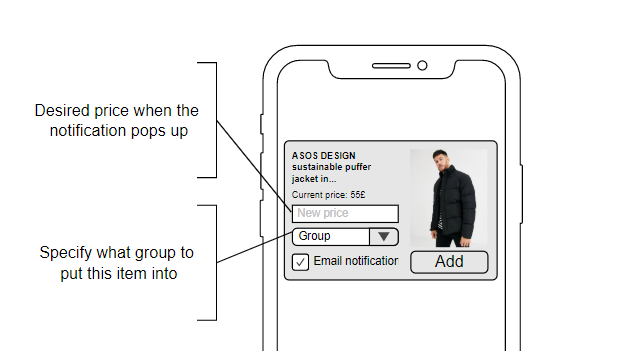 Desired price when the
notification pops up
Specify what group to
put this item into
ASOS DESIGN
sustainable puffer
jacket in...
Current price: 55£
New price
Group
Email notification
Add